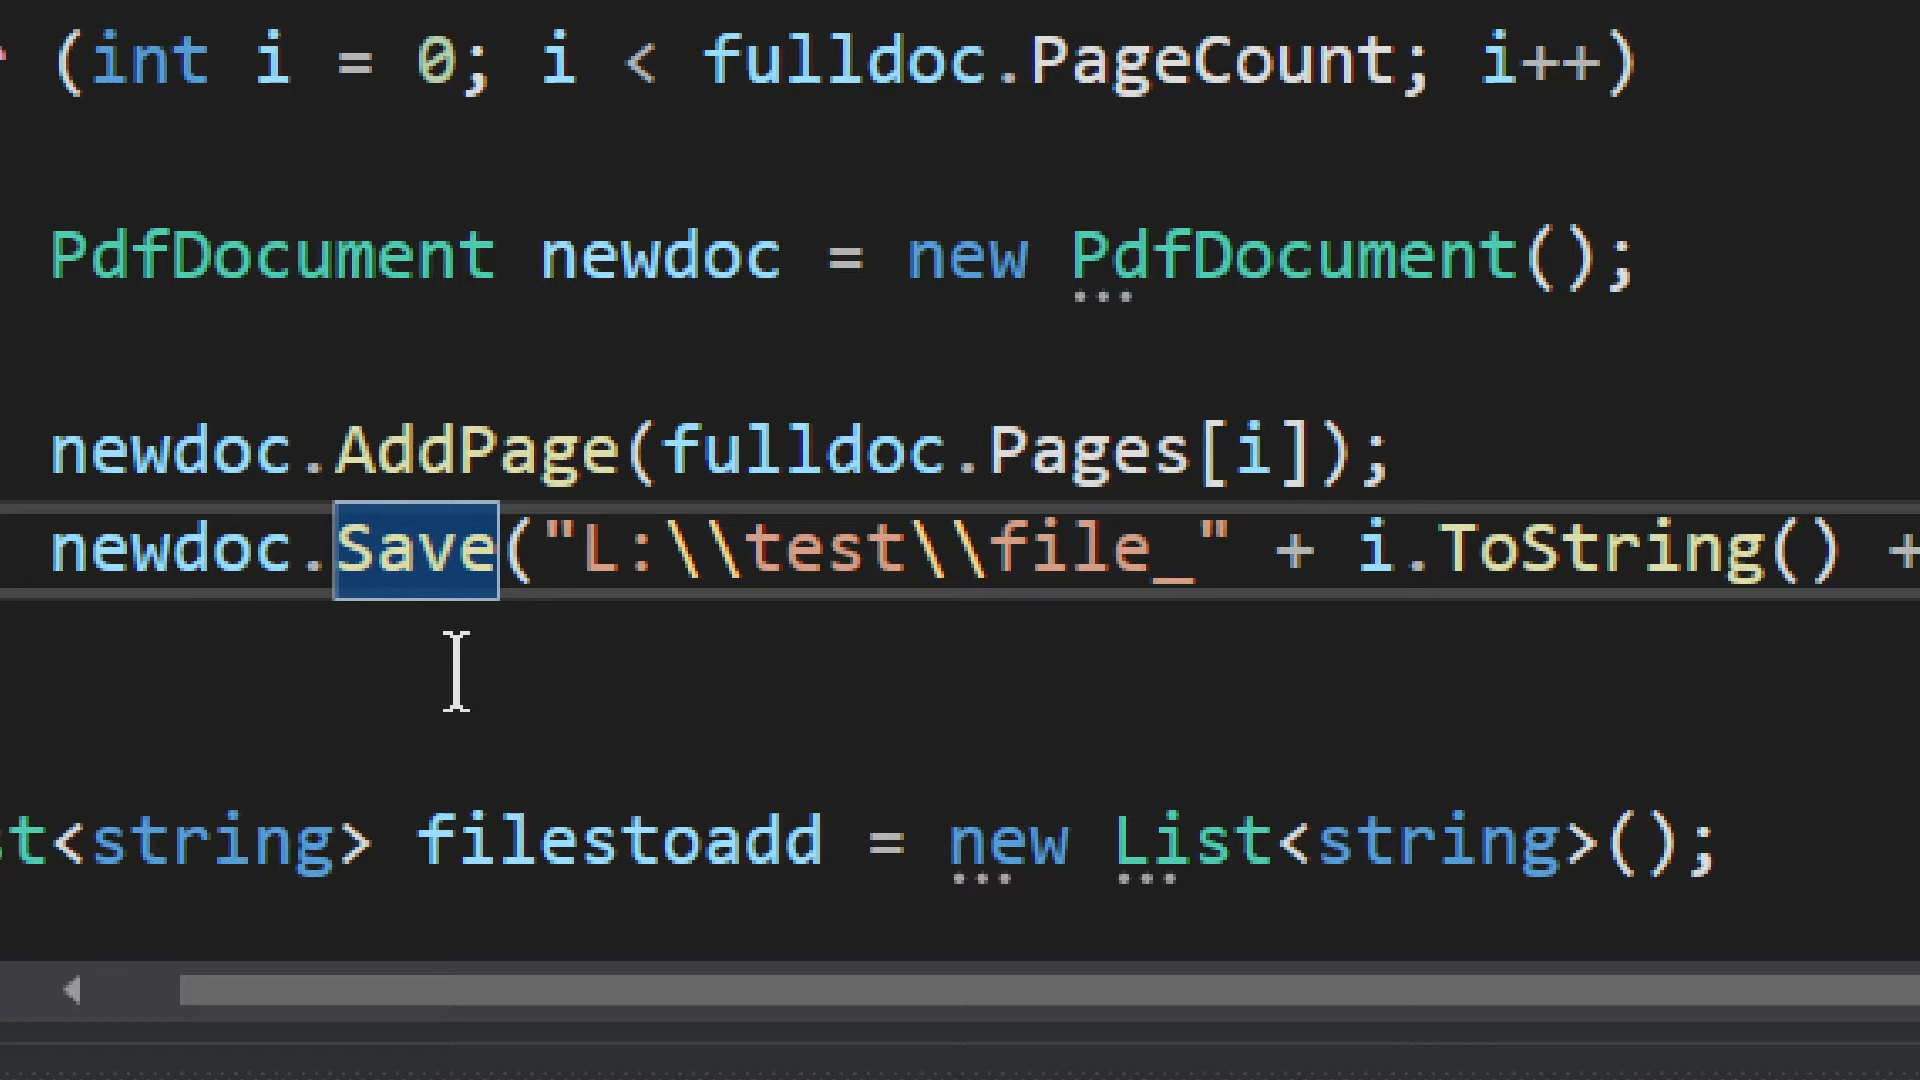 (int i = 0; i < fulldoc.PageCount; i++)
PdfDocument newdoc = new PdfDocument();
newdoc.AddPage(fulldoc.Pages[i]);
newdoc.Save("L:\\test\\file_" + i.ToString() +
st<string> filestoadd = new List<string>();